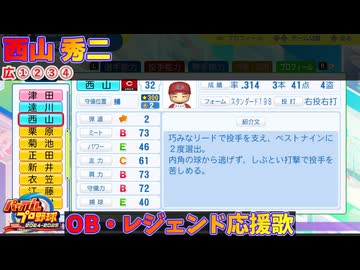 西山 秀二
広①②③④
西山
32
成績 率.314 3本 41点 4盗
守備位置 捕
フォーム スタンダード198 投打 右投右打
津田
達川
西山
栗原
菊池
正田
新井
衣笠
江藤
弾道 2
ミート B 73
パワー E 46
走力 C 61
肩力 B 73
守備力 B 72
捕球 B 73
紹介文
巧みなリードで投手を支え、ベストナインに
2度選出。
内角の球から逃げず、しぶとい打撃で投手を
苦しめる。
パワフルプロ野球
2024-2025
OB・レジェンド応援歌